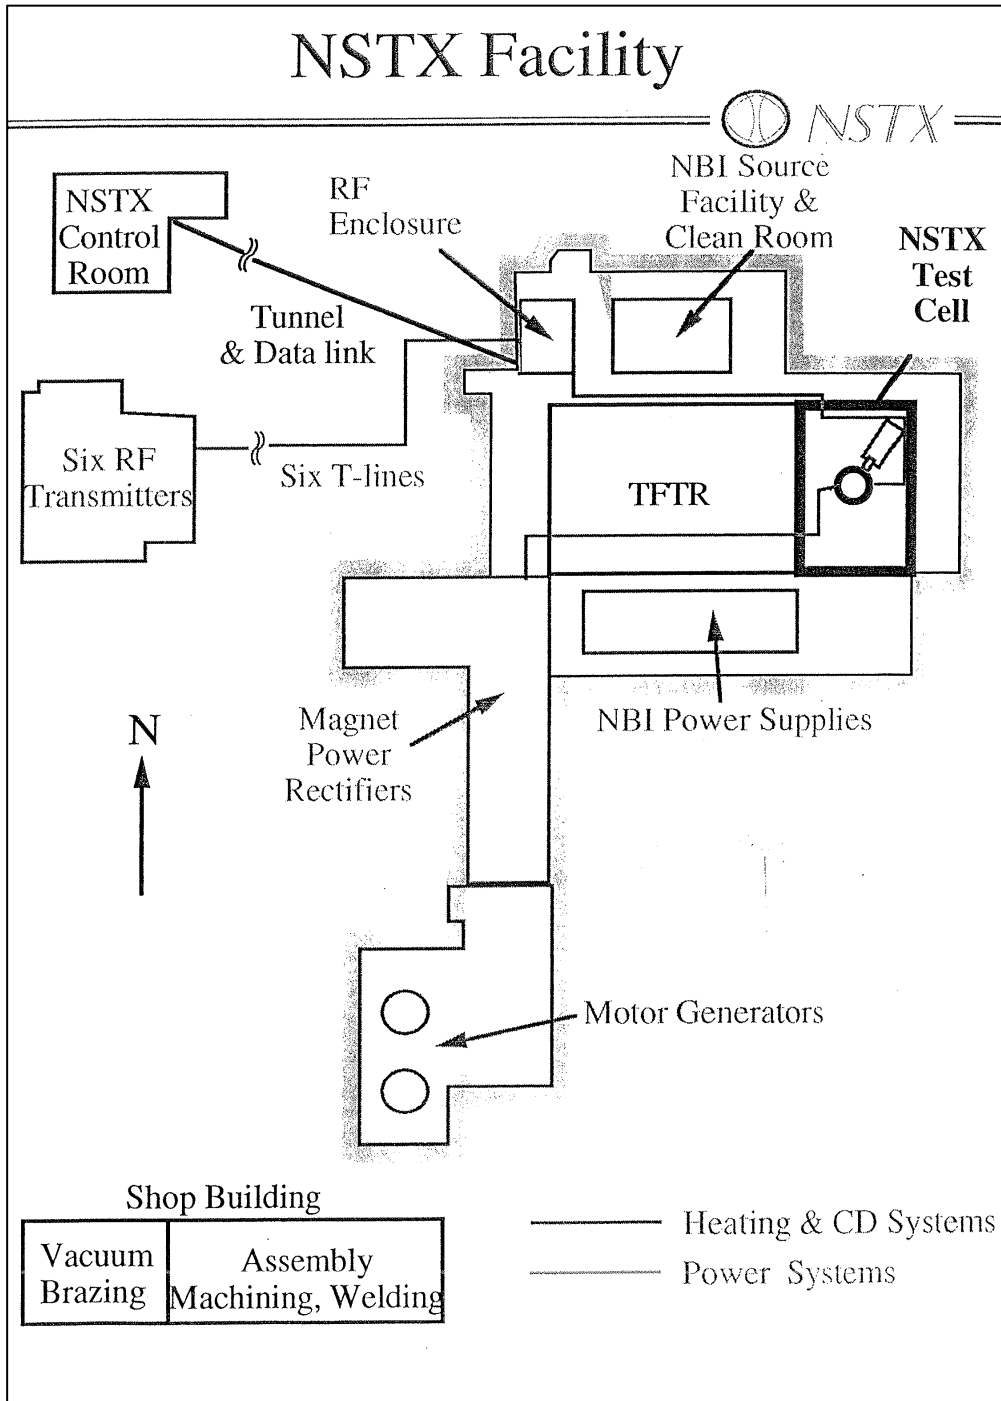 NSTX Facility
NSTX
NSTX
Control
Room
RF
Enclosure
NBI Source
Facility &
Clean Room
NSTX
Test
Cell
Tunnel
& Data link
Six RF
Transmitters
Six T-lines
TFTR
Magnet
Power
Rectifiers
NBI Power Supplies
N
Motor Generators
Shop Building
Vacuum
Brazing
Assembly
Machining, Welding
Heating & CD Systems
Power Systems